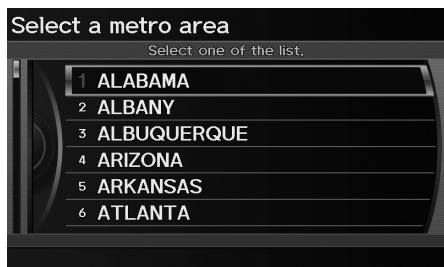 Select a metro area
Select one of the list.
1 ALABAMA
2 ALBANY
3 ALBUQUERQUE
4 ARIZONA
5 ARKANSAS
6 ATLANTA